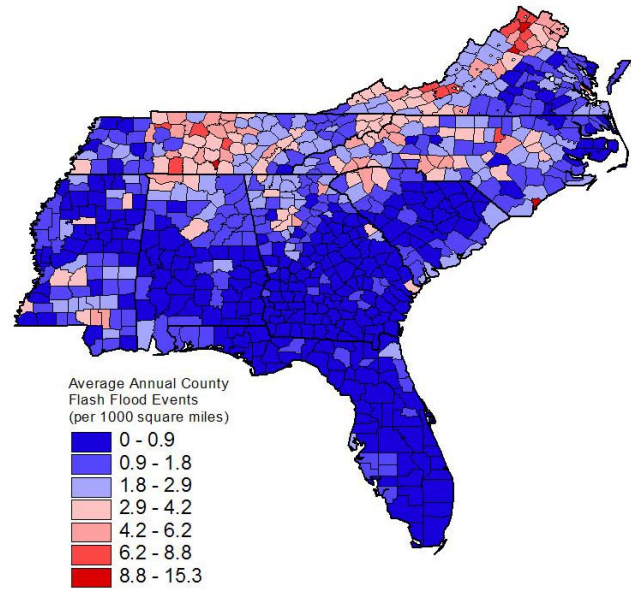 Average Annual County
Flash Flood Events
(per 1000 square miles)
0 - 0.9
0.9 - 1.8
1.8 - 2.9
2.9 - 4.2
4.2 - 6.2
6.2 - 8.8
8.8 - 15.3